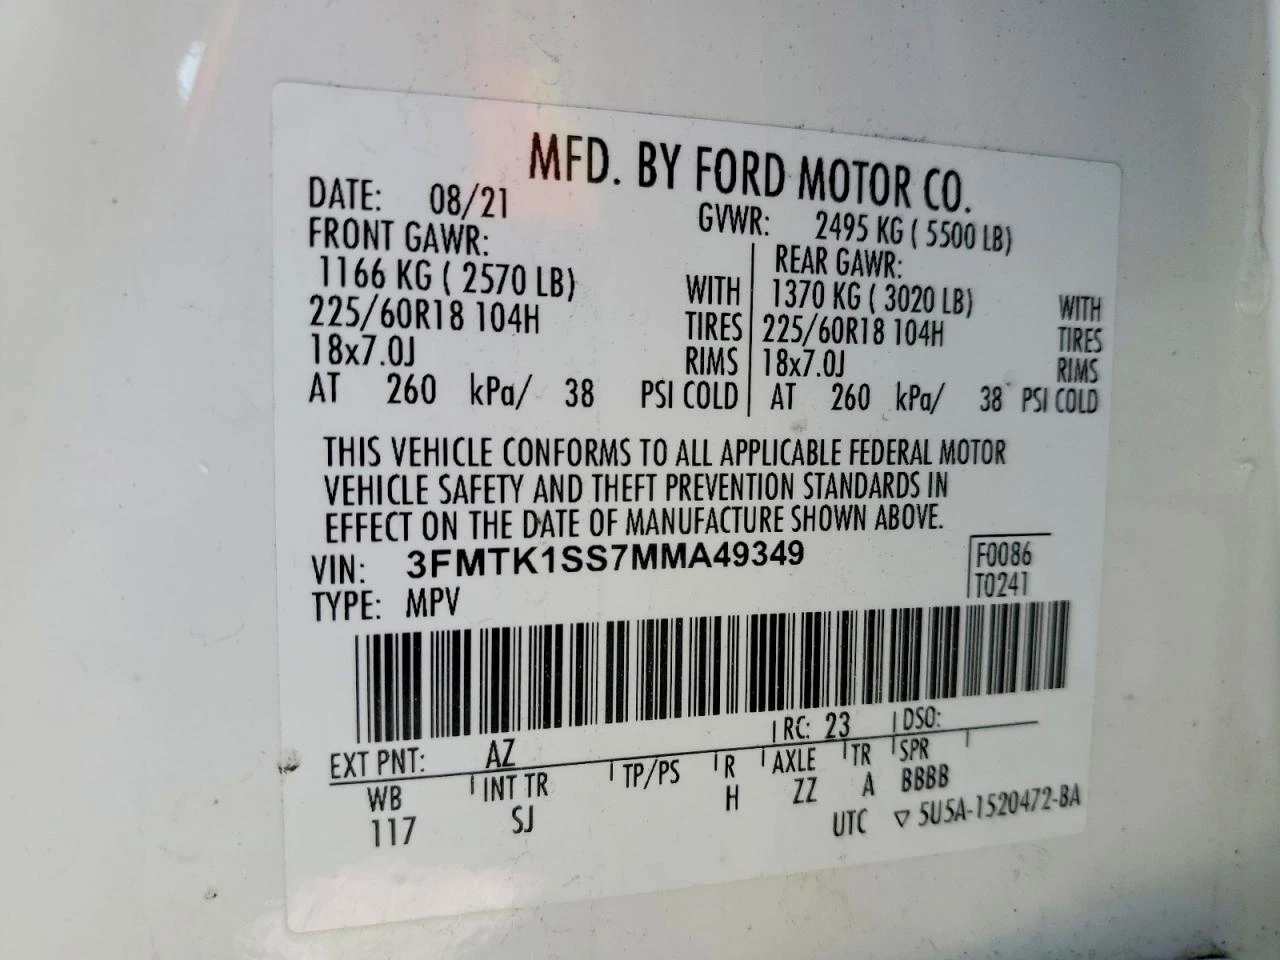 MFD. BY FORD MOTOR CO.
DATE: 08/21 GVWR: 2495 KG ( 5500 LB)
FRONT GAWR: REAR GAWR:
1166 KG ( 2570 LB) WITH 1370 KG ( 3020 LB) WITH
225/60R18 104H TIRES 225/60R18 104H TIRES
18x7.0J RIMS 18x7.0J RIMS
AT 260 kPa/ 38 PSI COLD AT 260 kPa/ 38 PSI COLD
THIS VEHICLE CONFORMS TO ALL APPLICABLE FEDERAL MOTOR
VEHICLE SAFETY AND THEFT PREVENTION STANDARDS IN
EFFECT ON THE DATE OF MANUFACTURE SHOWN ABOVE.
VIN: 3FMTK1SS7MMA49349 F0086
TYPE: MPV T0241
EXT PNT: AZ RC: 23 DSO:
WB INT TR TP/PS R AXLE TR SPR
117 SJ H ZZ A BBBB
UTC ▽ 5U5A-1520472-BA